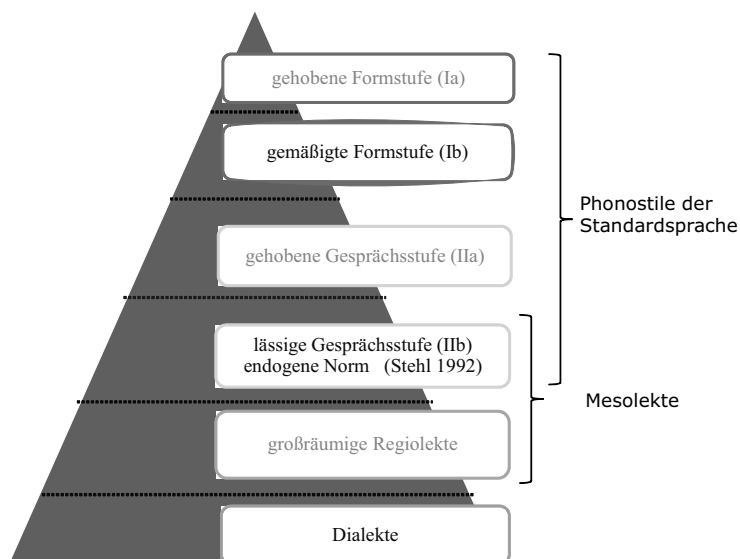 gehobene Formstufe (Ia)
gemäßigte Formstufe (Ib)
Phonostile der
Standardsprache
gehobene Gesprächsstufe (IIa)
lässige Gesprächsstufe (IIb)
endogene Norm (Stehl 1992)
Mesolekte
großräumige Regiolekte
Dialekte